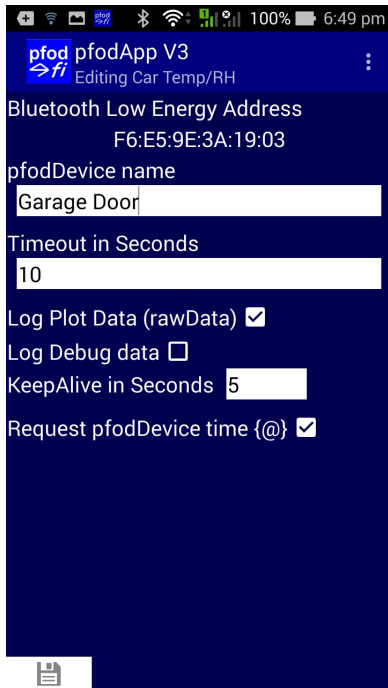 100% 6:49 pm
pfod pfodApp V3
fi Editing Car Temp/RH
Bluetooth Low Energy Address
F6:E5:9E:3A:19:03
pfodDevice name
Garage Door
Timeout in Seconds
10
Log Plot Data (rawData)
Log Debug data
KeepAlive in Seconds 5
Request pfodDevice time {@}